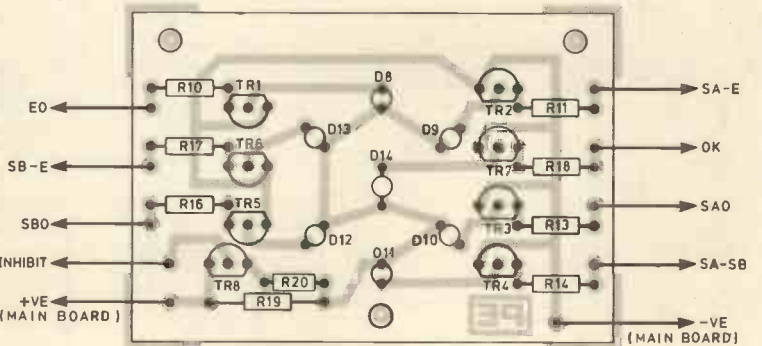 D8
R10 TR1 TR2 R11
EO SA-E
R17 TR6 D13 D9 TR7 R18
SB-E D14 OK
R16 TR5 TR3 R13
SBO D12 D10 SAO
INHIBIT TR8 R20 D11 TR4 R14 SA-SB
+VE R19 -VE
(MAIN BOARD) (MAIN BOARD)